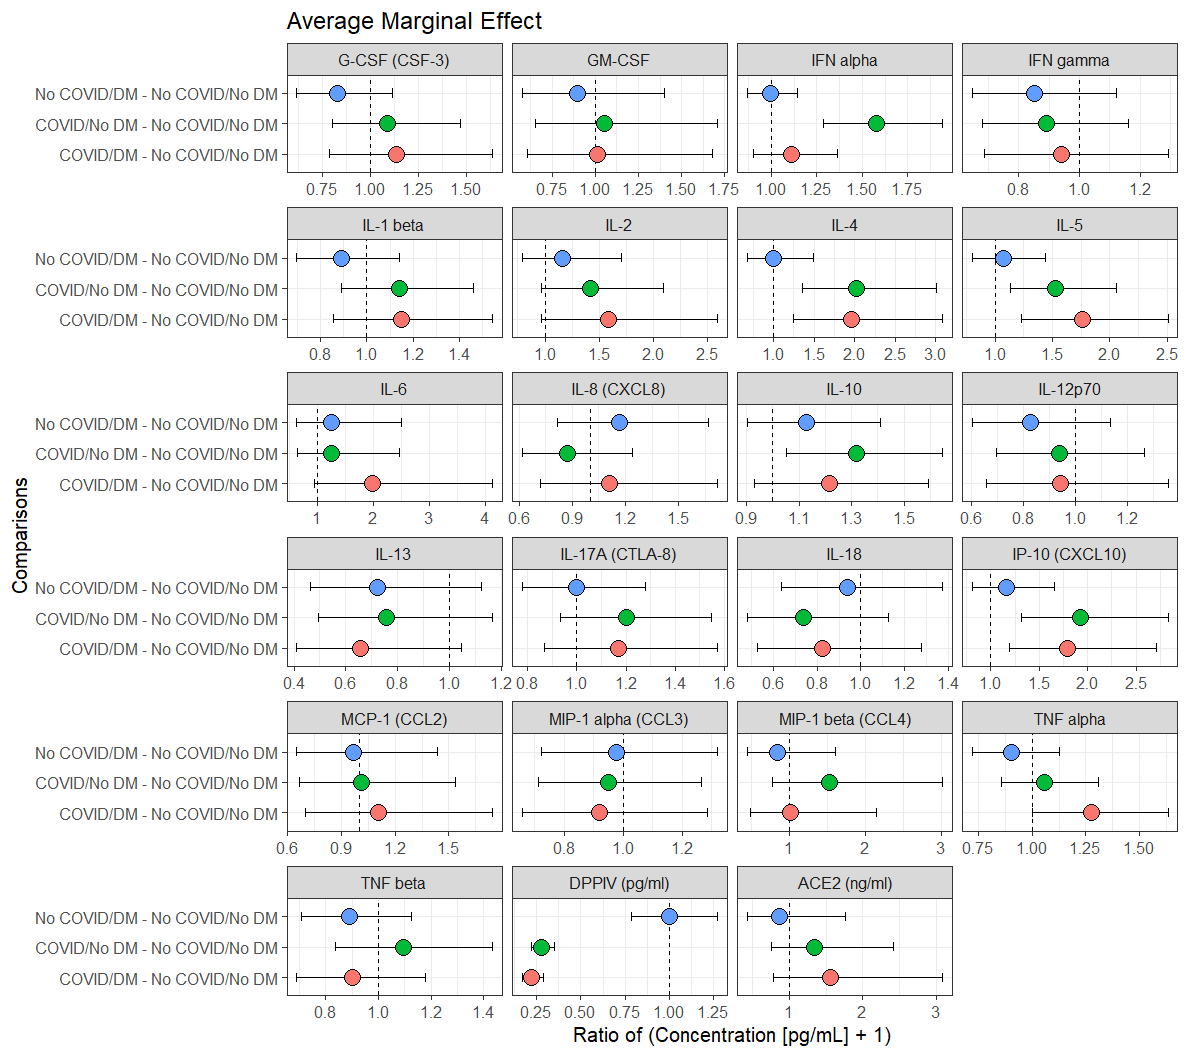 Average Marginal Effect
G-CSF (CSF-3) GM-CSF IFN alpha IFN gamma
No COVID/DM - No COVID/No DM
COVID/No DM - No COVID/No DM
COVID/DM - No COVID/No DM
0.75 1.00 1.25 1.50 0.75 1.00 1.25 1.50 1.75 1.00 1.25 1.50 1.75 0.8 1.0 1.2
IL-1 beta IL-2 IL-4 IL-5
No COVID/DM - No COVID/No DM
COVID/No DM - No COVID/No DM
COVID/DM - No COVID/No DM
0.8 1.0 1.2 1.4 1.0 1.5 2.0 2.5 1.0 1.5 2.0 2.5 3.0 1.0 1.5 2.0 2.5
IL-6 IL-8 (CXCL8) IL-10 IL-12p70
No COVID/DM - No COVID/No DM
COVID/No DM - No COVID/No DM
COVID/DM - No COVID/No DM
1 2 3 4 0.6 0.9 1.2 1.5 0.9 1.1 1.3 1.5 0.6 0.8 1.0 1.2
Comparisons
IL-13 IL-17A (CTLA-8) IL-18 IP-10 (CXCL10)
No COVID/DM - No COVID/No DM
COVID/No DM - No COVID/No DM
COVID/DM - No COVID/No DM
0.4 0.6 0.8 1.0 1.2 0.8 1.0 1.2 1.4 1.6 0.6 0.8 1.0 1.2 1.4 1.0 1.5 2.0 2.5
MCP-1 (CCL2) MIP-1 alpha (CCL3) MIP-1 beta (CCL4) TNF alpha
No COVID/DM - No COVID/No DM
COVID/No DM - No COVID/No DM
COVID/DM - No COVID/No DM
0.6 0.9 1.2 1.5 0.8 1.0 1.2 1 2 3 0.75 1.00 1.25 1.50
TNF beta DPPIV (pg/ml) ACE2 (ng/ml)
No COVID/DM - No COVID/No DM
COVID/No DM - No COVID/No DM
COVID/DM - No COVID/No DM
0.8 1.0 1.2 1.4 0.25 0.50 0.75 1.00 1.25 1 2 3
Ratio of (Concentration [pg/mL] + 1)